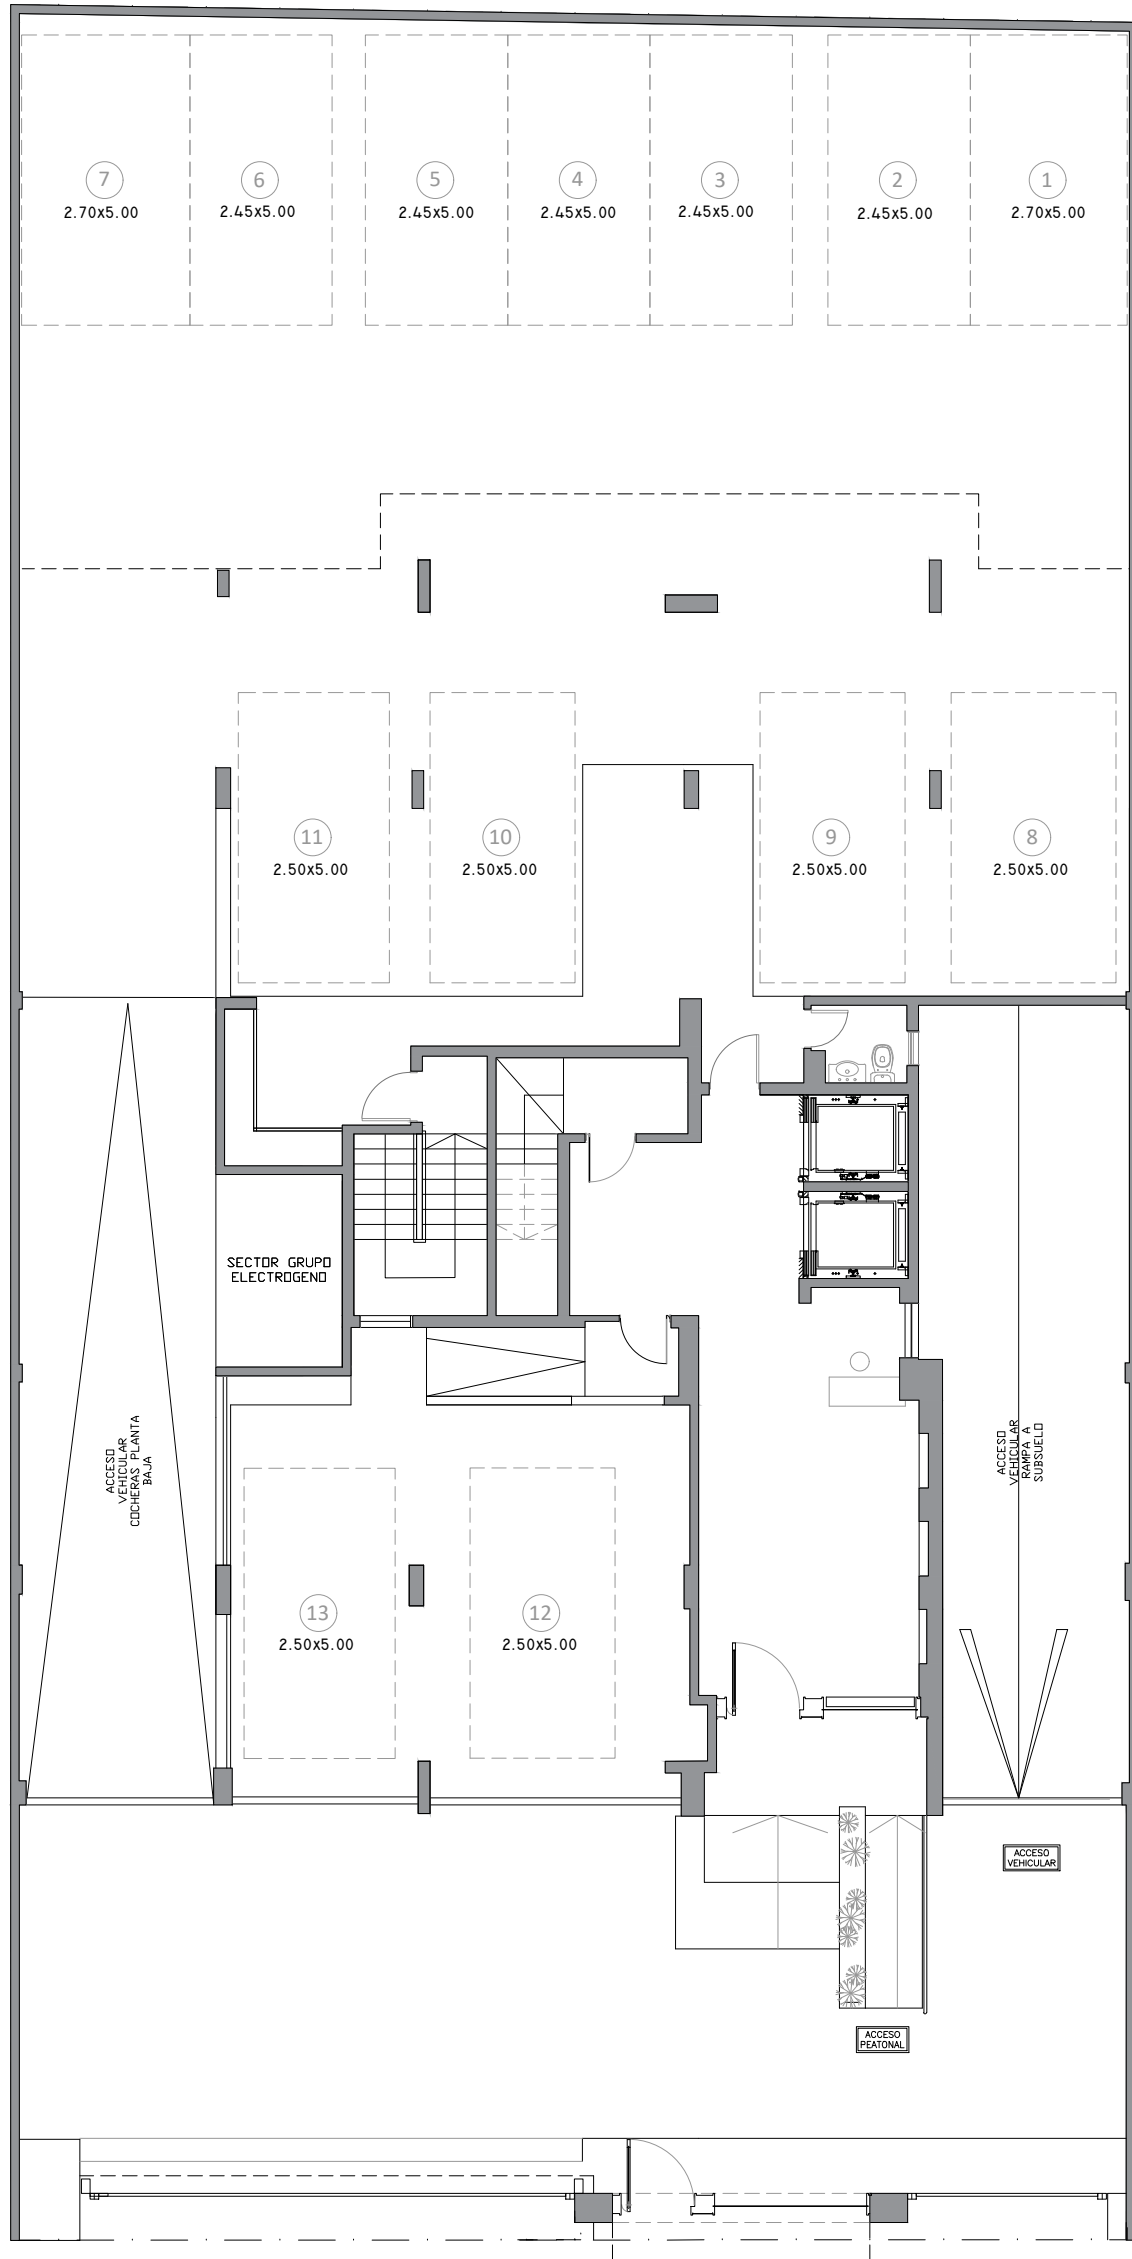 7
2.70x5.00
6
2.45x5.00
5
2.45x5.00
4
2.45x5.00
3
2.45x5.00
2
2.45x5.00
1
2.70x5.00
11
2.50x5.00
10
2.50x5.00
9
2.50x5.00
8
2.50x5.00
SECTOR GRUPO
ELECTROGENO
ACCESO
VEHICULAR
COCHERAS PLANTA
BAJA
ACCESO
VEHICULAR
RAMPA A
SUBSUELO
13
2.50x5.00
12
2.50x5.00
ACCESO
VEHICULAR
ACCESO
PEATONAL